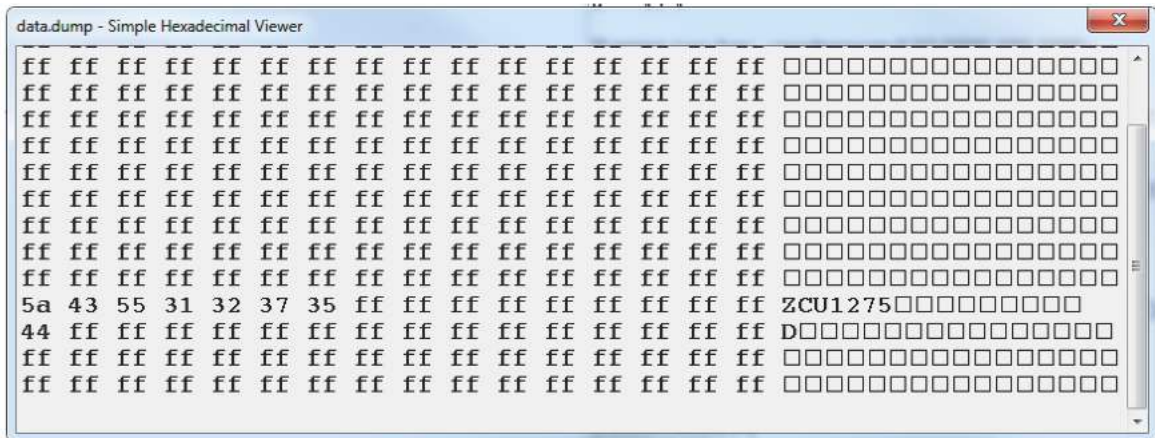 data.dump - Simple Hexadecimal Viewer
ff ff ff ff ff ff ff ff ff ff ff ff ff ff ff ff □□□□□□□□□□□□□□□□
ff ff ff ff ff ff ff ff ff ff ff ff ff ff ff ff □□□□□□□□□□□□□□□□
ff ff ff ff ff ff ff ff ff ff ff ff ff ff ff ff □□□□□□□□□□□□□□□□
ff ff ff ff ff ff ff ff ff ff ff ff ff ff ff ff □□□□□□□□□□□□□□□□
ff ff ff ff ff ff ff ff ff ff ff ff ff ff ff ff □□□□□□□□□□□□□□□□
ff ff ff ff ff ff ff ff ff ff ff ff ff ff ff ff □□□□□□□□□□□□□□□□
ff ff ff ff ff ff ff ff ff ff ff ff ff ff ff ff □□□□□□□□□□□□□□□□
ff ff ff ff ff ff ff ff ff ff ff ff ff ff ff ff □□□□□□□□□□□□□□□□
ff ff ff ff ff ff ff ff ff ff ff ff ff ff ff ff □□□□□□□□□□□□□□□□
5a 43 55 31 32 37 35 ff ff ff ff ff ff ff ff ff ZCU1275□□□□□□□□□
44 ff ff ff ff ff ff ff ff ff ff ff ff ff ff ff D□□□□□□□□□□□□□□□
ff ff ff ff ff ff ff ff ff ff ff ff ff ff ff ff □□□□□□□□□□□□□□□□
ff ff ff ff ff ff ff ff ff ff ff ff ff ff ff ff □□□□□□□□□□□□□□□□